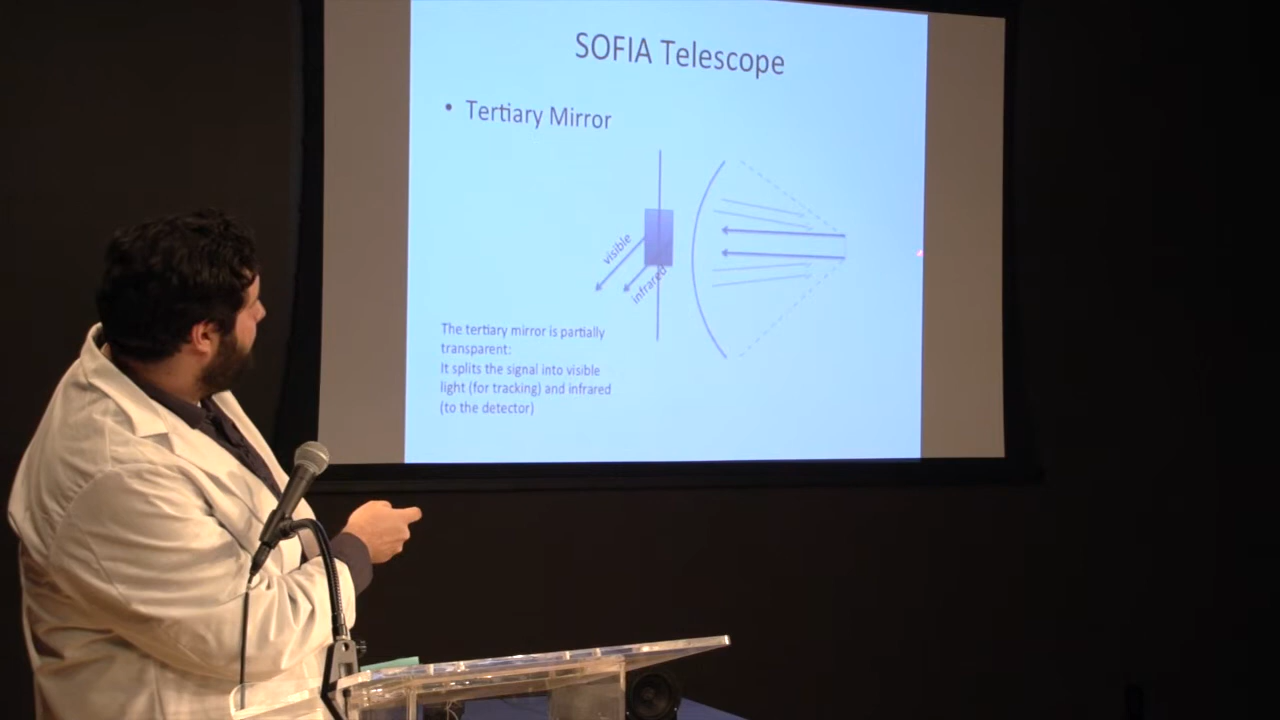 SOFIA Telescope
• Tertiary Mirror
visible
infrared
The tertiary mirror is partially
transparent:
It splits the signal into visible
light (for tracking) and infrared
(to the detector)